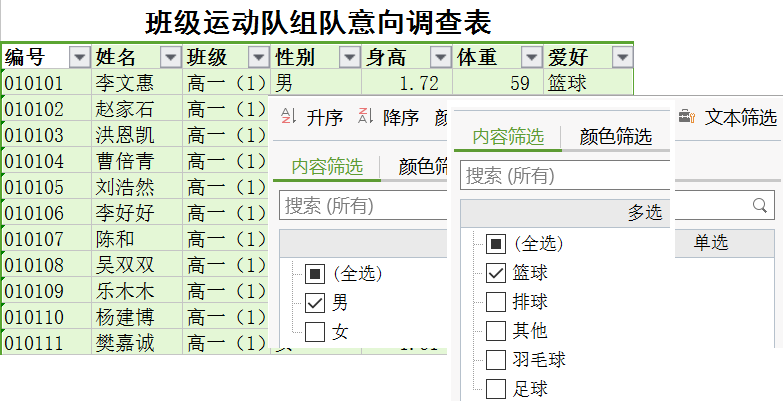 班级运动队组队意向调查表
编号 姓名 班级 性别 身高 体重 爱好
010101 李文惠 高一（1） 男 1.72 59 篮球
010102 赵家石 高一（1）
010103 洪恩凯 高一（1）
010104 曹倍青 高一（1）
010105 刘浩然 高一（1）
010106 李好好 高一（1）
010107 陈和 高一（1）
010108 吴双双 高一（1）
010109 乐木木 高一（1）
010110 杨建博 高一（1）
010111 樊嘉诚 高一（1）
升序 降序 文本筛选
内容筛选 颜色筛
搜索 (所有)
(全选)
男
女
内容筛选 颜色筛选
搜索 (所有)
多选 单选
(全选)
篮球
排球
其他
羽毛球
足球